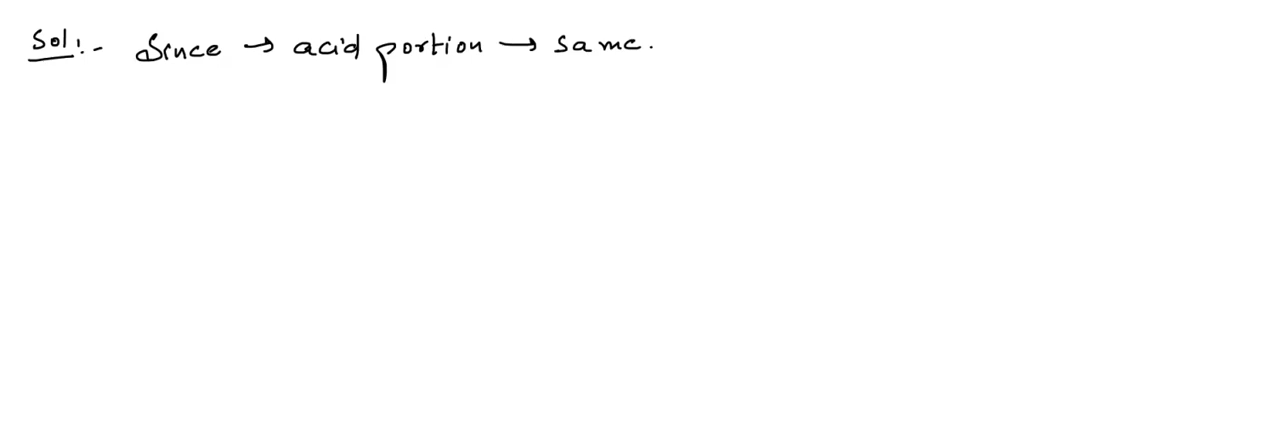 Sol:- Since → acid portion → same.